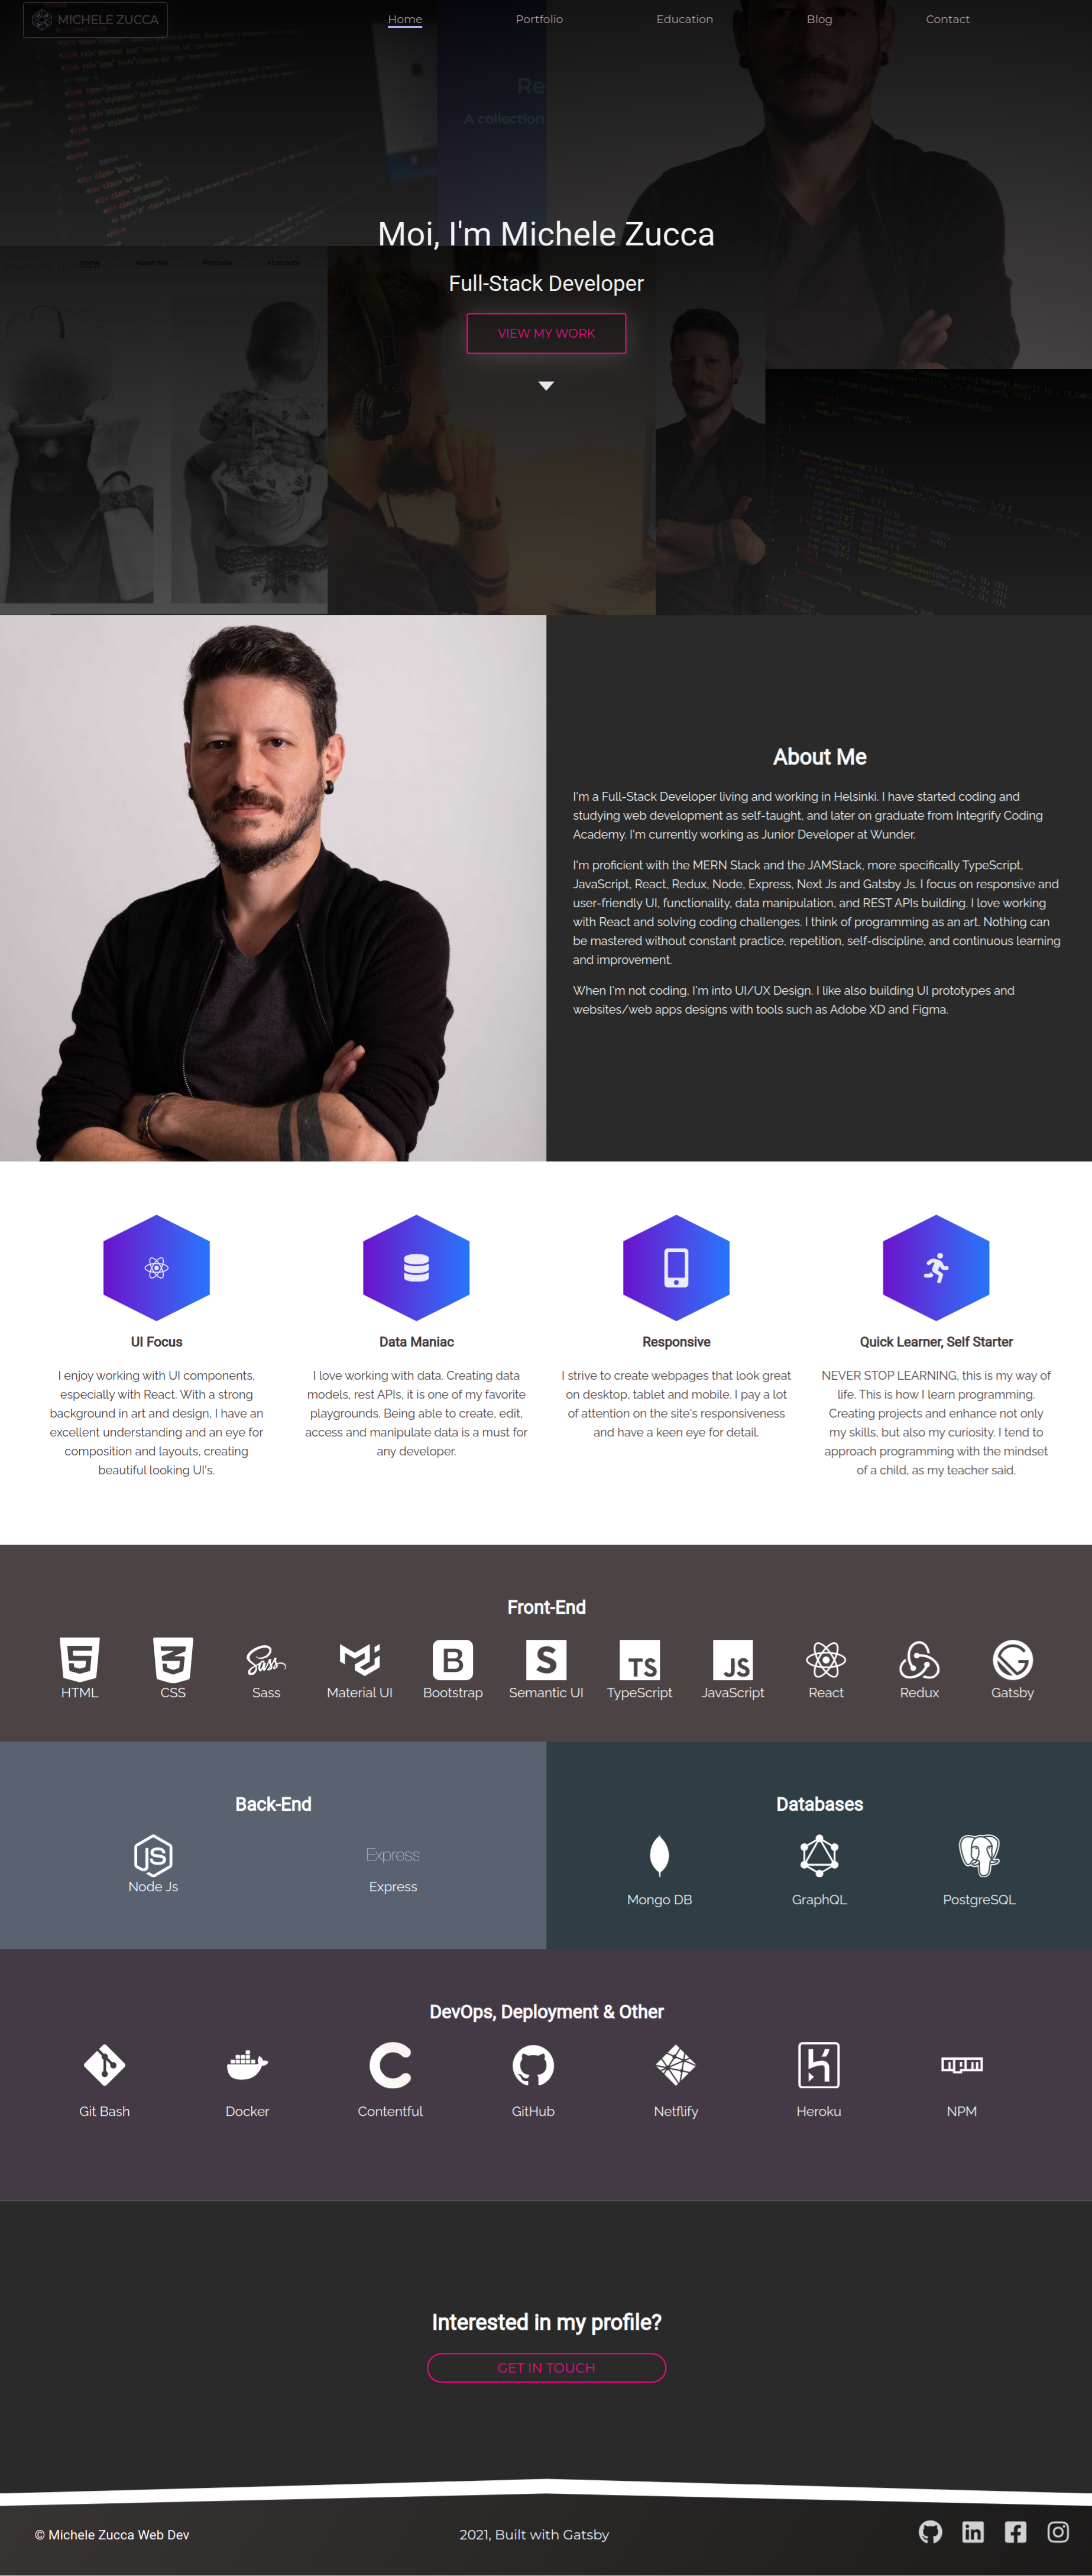 MICHELE ZUCCA
Home
Portfolio
Education
Blog
Contact
Re
A collection
Moi, I'm Michele Zucca
Home
About Me
Portraits
Abstracts
Full-Stack Developer
VIEW MY WORK
Marshall
About Me
I'm a Full-Stack Developer living and working in Helsinki. I have started coding and
studying web development as self-taught, and later on graduate from Integrify Coding
Academy. I'm currently working as Junior Developer at Wunder.
I'm proficient with the MERN Stack and the JAMStack, more specifically TypeScript,
JavaScript, React, Redux, Node, Express, Next Js and Gatsby Js. I focus on responsive and
user-friendly UI, functionality, data manipulation, and REST APIs building. I love working
with React and solving coding challenges. I think of programming as an art. Nothing can
be mastered without constant practice, repetition, self-discipline, and continuous learning
and improvement.
When I'm not coding, I'm into UI/UX Design. I like also building UI prototypes and
websites/web apps designs with tools such as Adobe XD and Figma.
UI Focus
I enjoy working with UI components,
especially with React. With a strong
background in art and design, I have an
excellent understanding and an eye for
composition and layouts, creating
beautiful looking UI's.
Data Maniac
I love working with data. Creating data
models, rest APIs, it is one of my favorite
playgrounds. Being able to create, edit,
access and manipulate data is a must for
any developer.
Responsive
I strive to create webpages that look great
on desktop, tablet and mobile. I pay a lot
of attention on the site's responsiveness
and have a keen eye for detail.
Quick Learner, Self Starter
NEVER STOP LEARNING, this is my way of
life. This is how I learn programming.
Creating projects and enhance not only
my skills, but also my curiosity. I tend to
approach programming with the mindset
of a child, as my teacher said.
Front-End
HTML
CSS
Sass
Sass
Material UI
B
Bootstrap
S
Semantic UI
TS
TypeScript
JS
JavaScript
React
Redux
Gatsby
Back-End
JS
Node Js
Express
Express
Databases
Mongo DB
GraphQL
PostgreSQL
DevOps, Deployment & Other
Git Bash
Docker
Contentful
GitHub
Netflify
Heroku
npm
NPM
Interested in my profile?
GET IN TOUCH
© Michele Zucca Web Dev
2021, Built with Gatsby